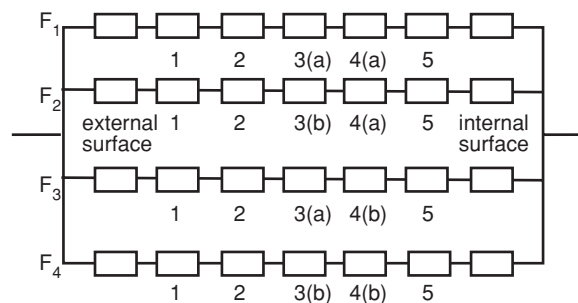 F1
1 2 3(a) 4(a) 5
F2
external surface
1 2 3(b) 4(a) 5
internal surface
F3
1 2 3(a) 4(b) 5
F4
1 2 3(b) 4(b) 5